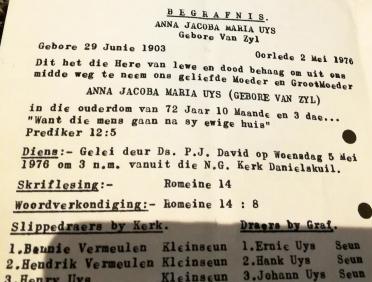 BEGRAFNIS.
ANNA JACOBA MARIA UYS
Gebore Van Zyl
Gebore 29 Junie 1903 Oorlede 2 Mei 1976
Dit het die Here van lewe en dood behaag om uit ons
midde weg te neem ons geliefde Moeder en GrootMoeder
ANNA JACOBA MARIA UYS (GEBORE VAN ZYL)
in die ouderdom van 72 Jaar 10 Maande en 3 dae...
"Want die mens gaan na sy ewige huis"
Prediker 12:5
Diens:- Gelei deur Ds. P.J. David op Woensdag 5 Mei
1976 om 3 n.m. vanuit die N.G. Kerk Danielskuil.
Skriflesing:- Romeine 14
Woordverkondiging:- Romeine 14 : 8
Slippedraers by Kerk. Draers by Graf.
1.Bennie Vermeulen Kleinseun 1.Ernie Uys Seun
2.Hendrik Vermeulen Kleinseun 2.Hank Uys Seun
3.Henry Uys Kleinseun 3.Johann Uys Seun